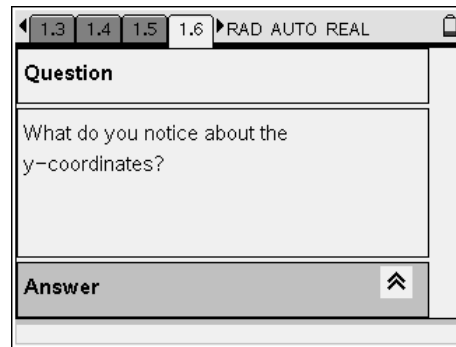 1.3 1.4 1.5 1.6 RAD AUTO REAL
Question
What do you notice about the
y-coordinates?
Answer